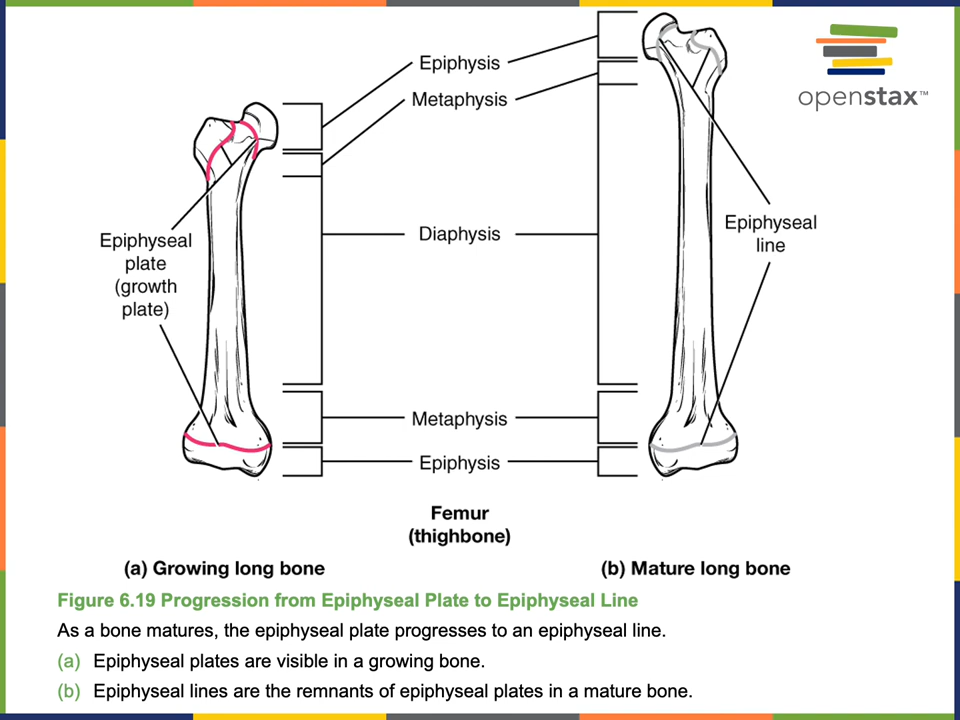 openstax™
Epiphysis
Metaphysis
Diaphysis
Epiphyseal
plate
(growth
plate)
Epiphyseal
line
Metaphysis
Epiphysis
Femur
(thighbone)
(a) Growing long bone
(b) Mature long bone
Figure 6.19 Progression from Epiphyseal Plate to Epiphyseal Line
As a bone matures, the epiphyseal plate progresses to an epiphyseal line.
(a) Epiphyseal plates are visible in a growing bone.
(b) Epiphyseal lines are the remnants of epiphyseal plates in a mature bone.